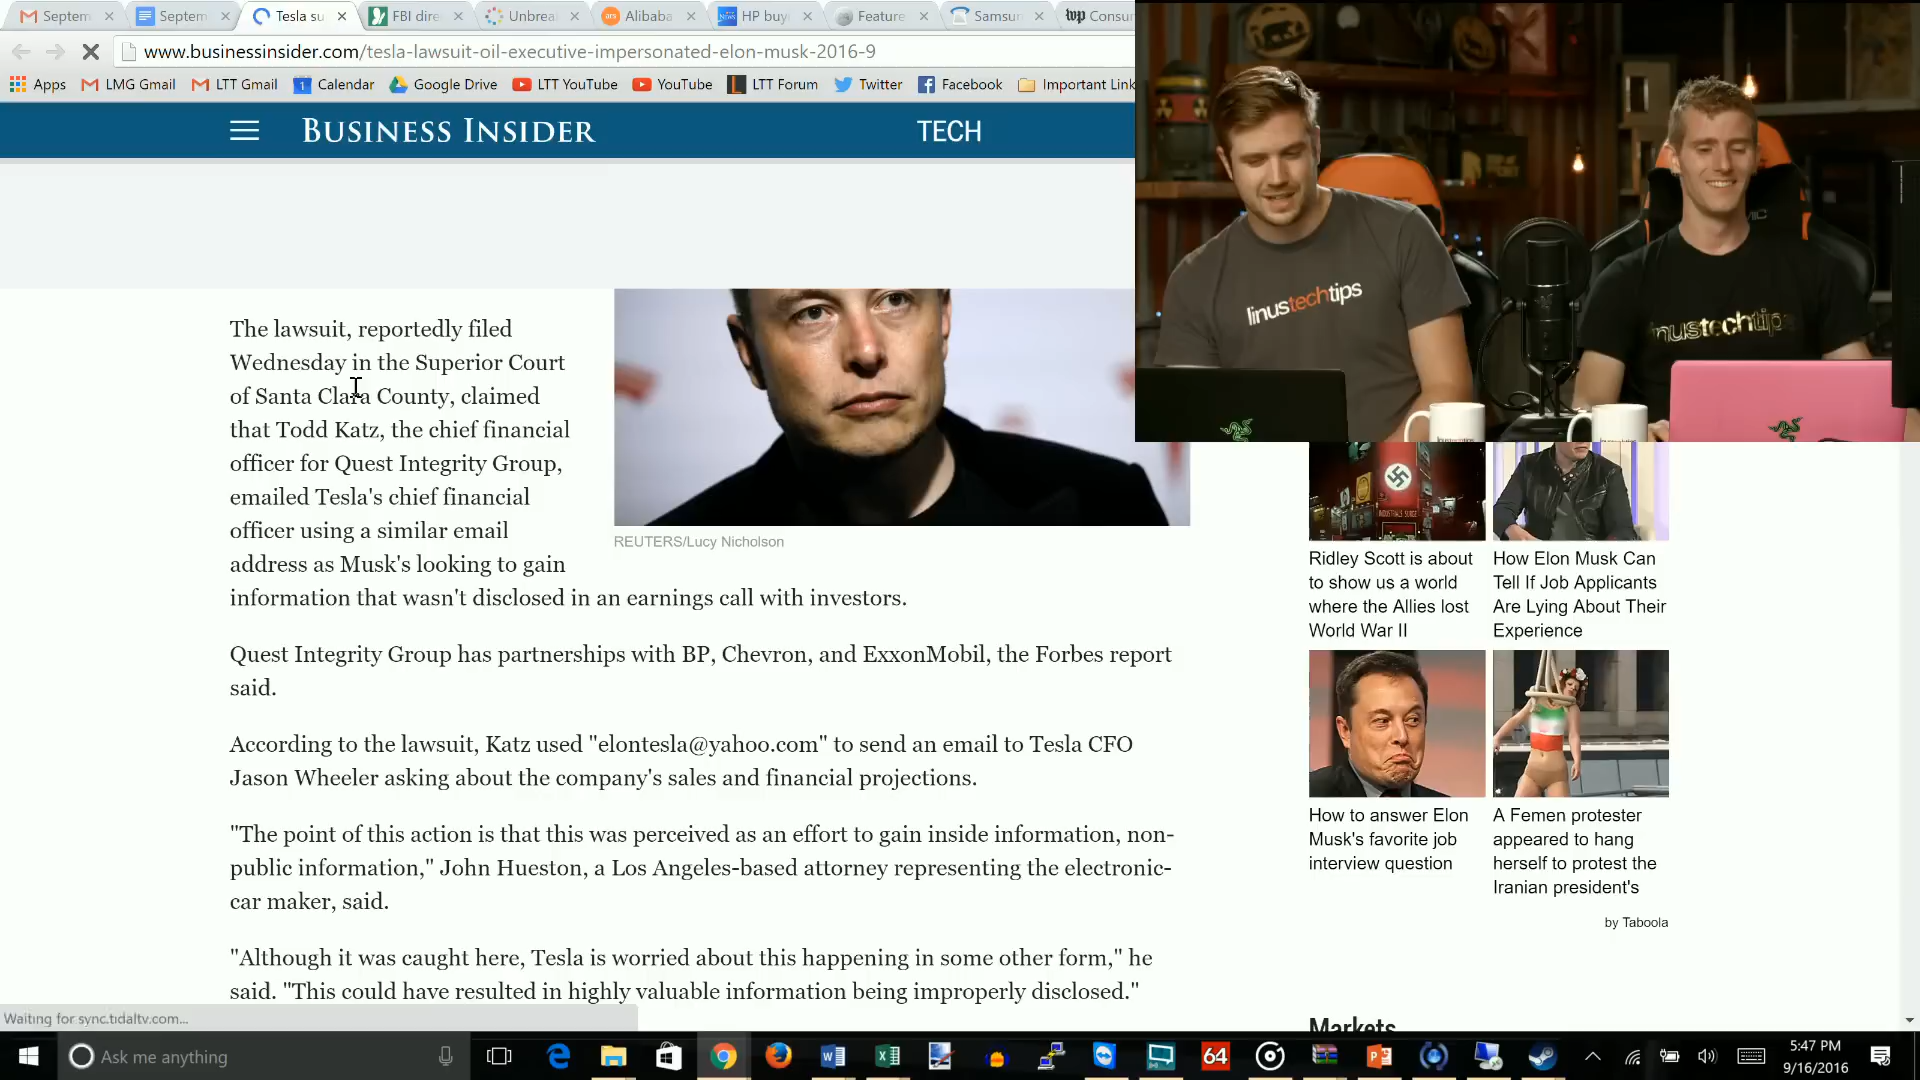 Septem
Septem
Tesla su
FBI dire
Unbrea
ars
Alibaba
HP buy
Feature
Samsun
wp
Consum
www.businessinsider.com/tesla-lawsuit-oil-executive-impersonated-elon-musk-2016-9
Apps
LMG Gmail
LTT Gmail
1
Calendar
Google Drive
LTT YouTube
YouTube
LTT Forum
Twitter
Facebook
Important Link
BUSINESS INSIDER
TECH
linustechtips
linustechtips
The lawsuit, reportedly filed
Wednesday in the Superior Court
of Santa Clara County, claimed
that Todd Katz, the chief financial
officer for Quest Integrity Group,
emailed Tesla's chief financial
officer using a similar email
address as Musk's looking to gain
information that wasn't disclosed in an earnings call with investors.
REUTERS/Lucy Nicholson
Quest Integrity Group has partnerships with BP, Chevron, and ExxonMobil, the Forbes report
said.
According to the lawsuit, Katz used "elontesla@yahoo.com" to send an email to Tesla CFO
Jason Wheeler asking about the company's sales and financial projections.
"The point of this action is that this was perceived as an effort to gain inside information, non-
public information," John Hueston, a Los Angeles-based attorney representing the electronic-
car maker, said.
"Although it was caught here, Tesla is worried about this happening in some other form," he
said. "This could have resulted in highly valuable information being improperly disclosed."
Ridley Scott is about
to show us a world
where the Allies lost
World War II
How Elon Musk Can
Tell If Job Applicants
Are Lying About Their
Experience
How to answer Elon
Musk's favorite job
interview question
A Femen protester
appeared to hang
herself to protest the
Iranian president's
by Taboola
Markets
Waiting for sync.tidaltv.com...
Ask me anything
64
5:47 PM
9/16/2016